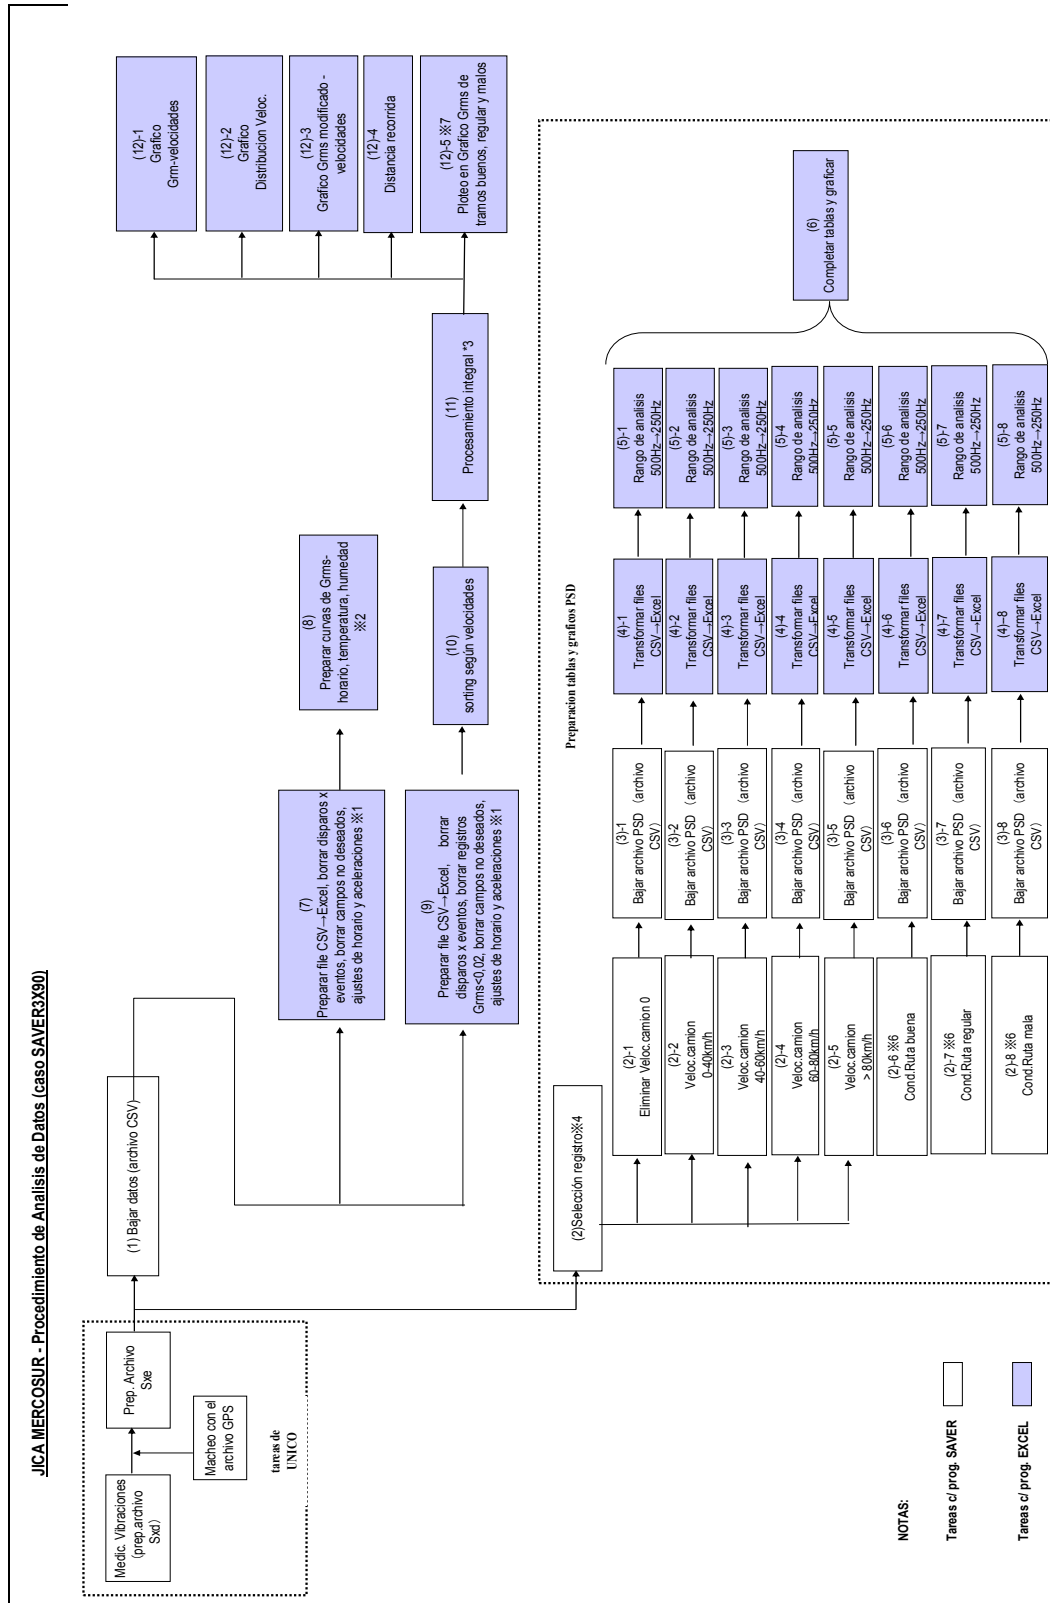 JICA MERCOSUR - Procedimiento de Analisis de Datos (caso SAVER3X90)
Medic. Vibraciones
(prep.archivo
Sxd)
Macheo con el
archivo GPS
Prep. Archivo
Sxe
tareas de
UNICO
(1) Bajar datos (archivo CSV)
(7)
Preparar file CSV→Excel, borrar disparos x
eventos, borrar campos no deseados,
ajustes de horario y aceleraciones ※1
(8)
Preparar curvas de Grms-
horario, temperatura, humedad
※2
(9)
Preparar file CSV→Excel, borrar
disparos x eventos, borrar registros
Grms<0,02, borrar campos no deseados,
ajustes de horario y aceleraciones ※1
(10)
sorting según velocidades
(11)
Procesamiento integral *3
(12)-1
Grafico
Grm-velocidades
(12)-2
Grafico
Distribucion Veloc.
(12)-3
Grafico Grms modificado -
velocidades
(12)-4
Distancia recorrida
(12)-5 ※7
Ploteo en Grafico Grms de
tramos buenos, regular y malos
Preparacion tablas y graficos PSD
(2)Selección registro※4
(2)-1
Eliminar Veloc.camion 0
(3)-1
Bajar archivo PSD (archivo
CSV)
(4)-1
Transformar files
CSV→Excel
(5)-1
Rango de analisis
500Hz→250Hz
(2)-2
Veloc.camion
0-40km/h
(3)-2
Bajar archivo PSD (archivo
CSV)
(4)-2
Transformar files
CSV→Excel
(5)-2
Rango de analisis
500Hz→250Hz
(2)-3
Veloc.camion
40-60km/h
(3)-3
Bajar archivo PSD (archivo
CSV)
(4)-3
Transformar files
CSV→Excel
(5)-3
Rango de analisis
500Hz→250Hz
(2)-4
Veloc.camion
60-80km/h
(3)-4
Bajar archivo PSD (archivo
CSV)
(4)-4
Transformar files
CSV→Excel
(5)-4
Rango de analisis
500Hz→250Hz
(2)-5
Veloc.camion
> 80km/h
(3)-5
Bajar archivo PSD (archivo
CSV)
(4)-5
Transformar files
CSV→Excel
(5)-5
Rango de analisis
500Hz→250Hz
(2)-6 ※6
Cond.Ruta buena
(3)-6
Bajar archivo PSD (archivo
CSV)
(4)-6
Transformar files
CSV→Excel
(5)-6
Rango de analisis
500Hz→250Hz
(2)-7 ※6
Cond.Ruta regular
(3)-7
Bajar archivo PSD (archivo
CSV)
(4)-7
Transformar files
CSV→Excel
(5)-7
Rango de analisis
500Hz→250Hz
(2)-8 ※6
Cond.Ruta mala
(3)-8
Bajar archivo PSD (archivo
CSV)
(4)--8
Transformar files
CSV→Excel
(5)-8
Rango de analisis
500Hz→250Hz
(6)
Completar tablas y graficar
NOTAS:
Tareas c/ prog. SAVER
Tareas c/ prog. EXCEL